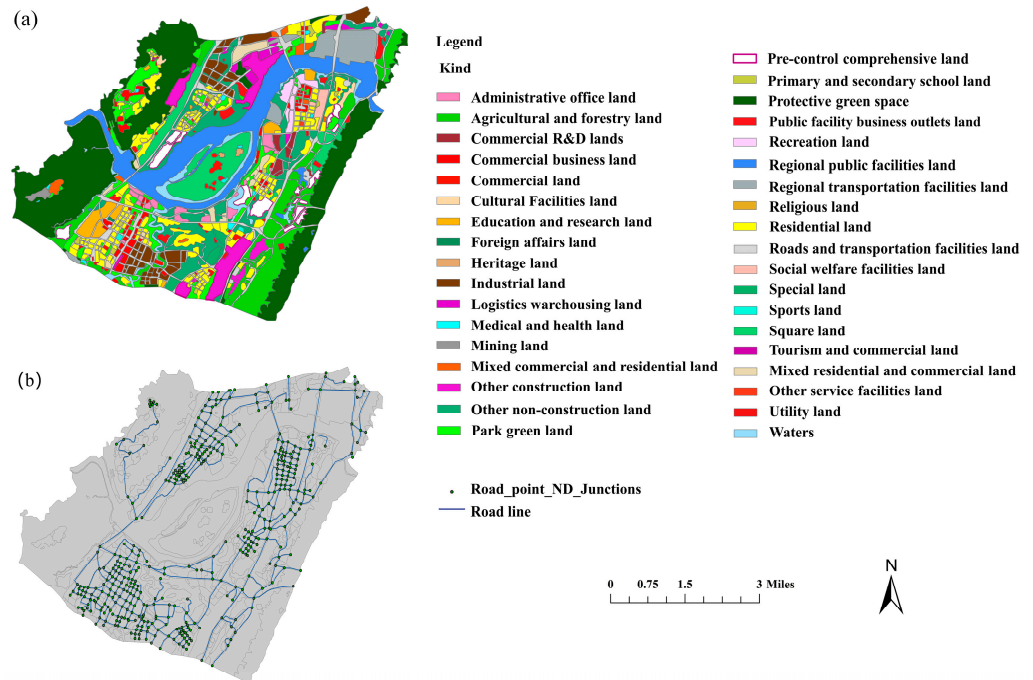 (a)
Legend
Kind
Administrative office land
Agricultural and forestry land
Commercial R&D lands
Commercial business land
Commercial land
Cultural Facilities land
Education and research land
Foreign affairs land
Heritage land
Industrial land
Logistics warchousing land
Medical and health land
Mining land
Mixed commercial and residential land
Other construction land
Other non-construction land
Park green land
Pre-control comprehensive land
Primary and secondary school land
Protective green space
Public facility business outlets land
Recreation land
Regional public facilities land
Regional transportation facilities land
Religious land
Residential land
Roads and transportation facilities land
Social welfare facilities land
Special land
Sports land
Square land
Tourism and commercial land
Mixed residential and commercial land
Other service facilities land
Utility land
Waters
(b)
Road_point_ND_Junctions
Road line
0 0.75 1.5 3 Miles
N